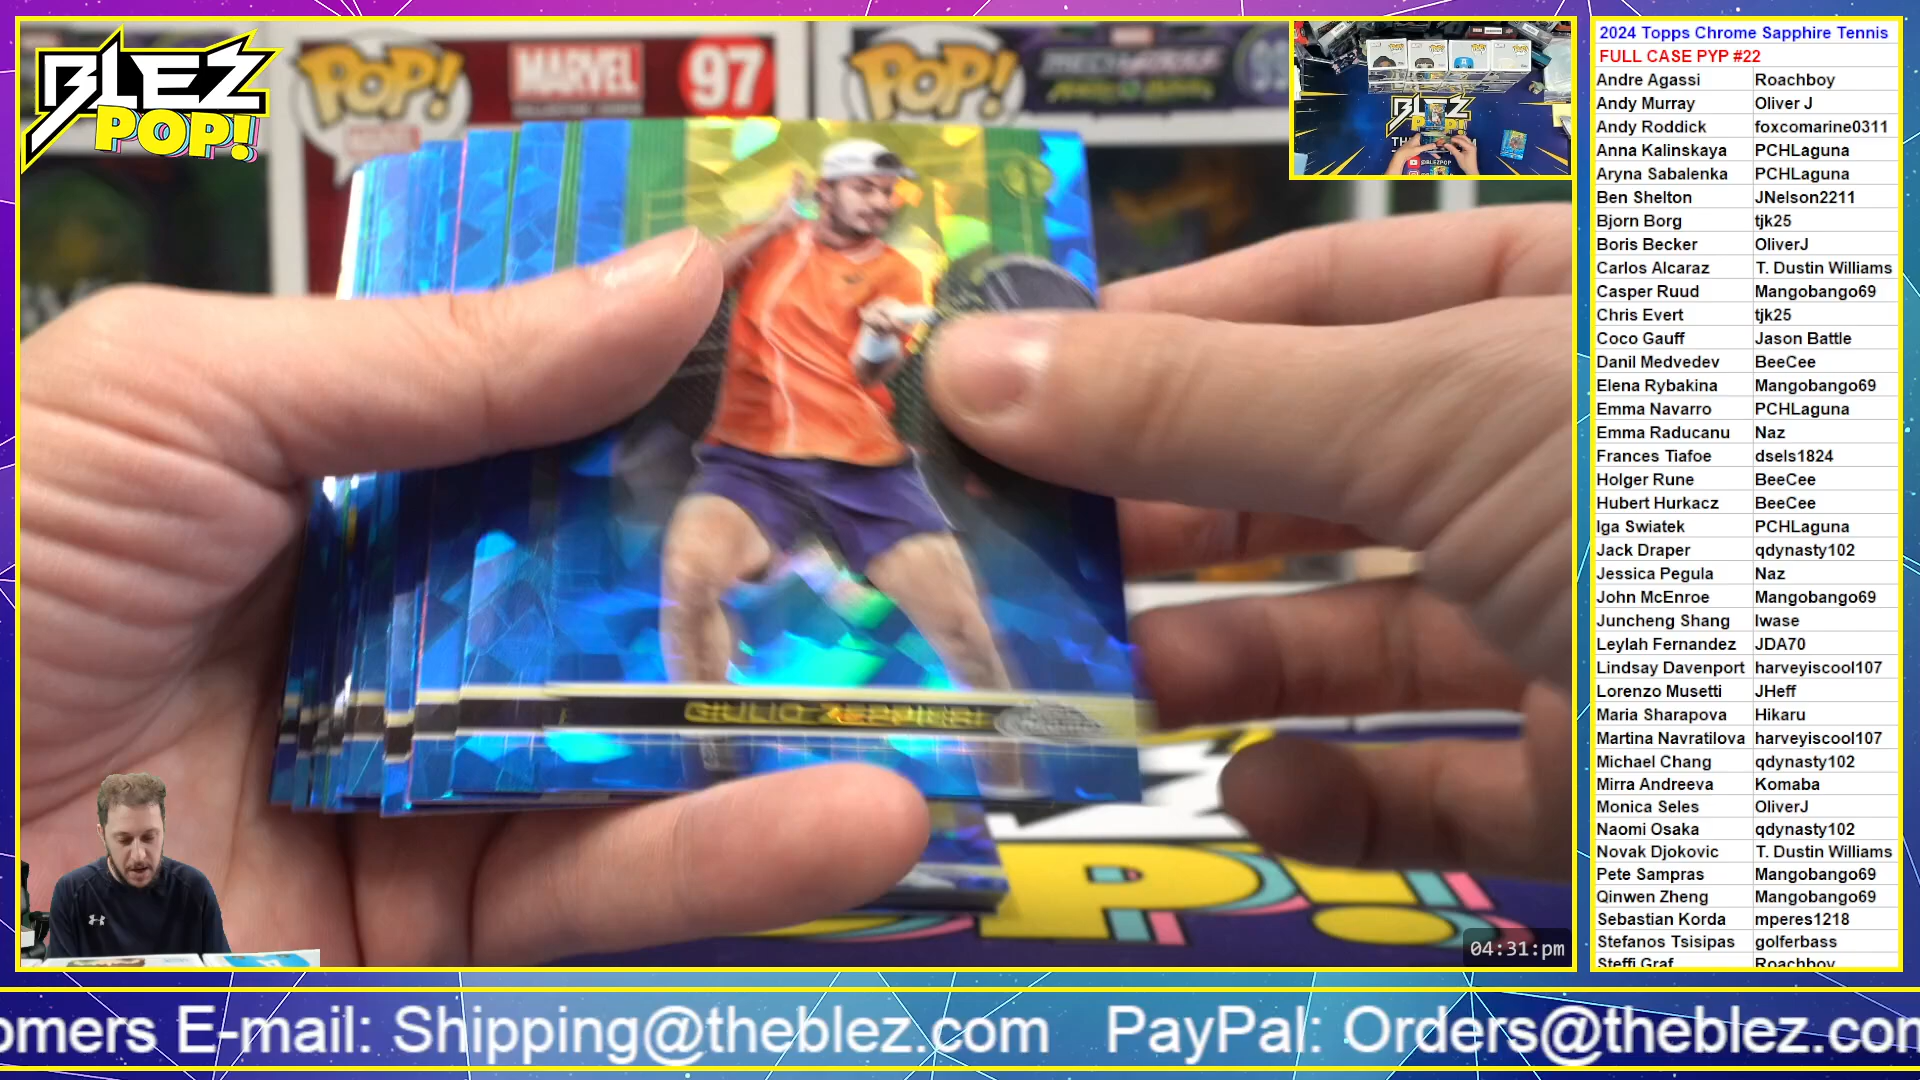 BLEZ
POP!
POP!
MARVEL
97
POP!
BLEZ
GIULIO ZEPPIERI
04:31:pm
2024 Topps Chrome Sapphire Tennis
FULL CASE PYP #22
Andre Agassi Roachboy
Andy Murray Oliver J
Andy Roddick foxcomarine0311
Anna Kalinskaya PCHLaguna
Aryna Sabalenka PCHLaguna
Ben Shelton JNelson2211
Bjorn Borg tjk25
Boris Becker OliverJ
Carlos Alcaraz T. Dustin Williams
Casper Ruud Mangobango69
Chris Evert tjk25
Coco Gauff Jason Battle
Danil Medvedev BeeCee
Elena Rybakina Mangobango69
Emma Navarro PCHLaguna
Emma Raducanu Naz
Frances Tiafoe dsels1824
Holger Rune BeeCee
Hubert Hurkacz BeeCee
Iga Swiatek PCHLaguna
Jack Draper qdynasty102
Jessica Pegula Naz
John McEnroe Mangobango69
Juncheng Shang Iwase
Leylah Fernandez JDA70
Lindsay Davenport harveyiscool107
Lorenzo Musetti JHeff
Maria Sharapova Hikaru
Martina Navratilova harveyiscool107
Michael Chang qdynasty102
Mirra Andreeva Komaba
Monica Seles OliverJ
Naomi Osaka qdynasty102
Novak Djokovic T. Dustin Williams
Pete Sampras Mangobango69
Qinwen Zheng Mangobango69
Sebastian Korda mperes1218
Stefanos Tsisipas golferbass
Steffi Graf Roachboy
omers E-mail: Shipping@theblez.com PayPal: Orders@theblez.com